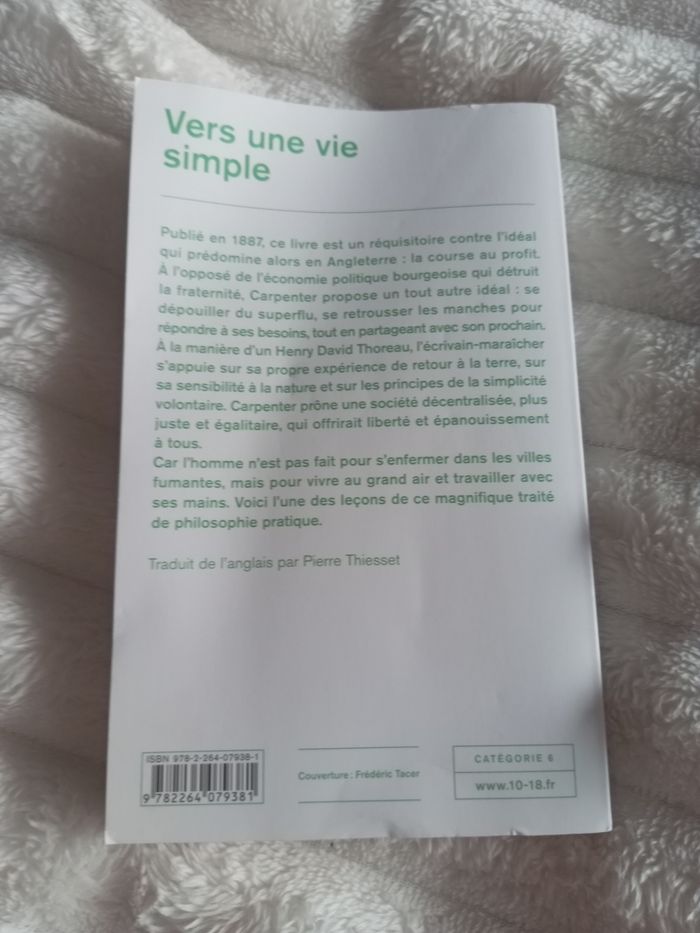 Vers une vie
simple
Publié en 1887, ce livre est un réquisitoire contre l'idéal
qui prédomine alors en Angleterre : la course au profit.
À l'opposé de l'économie politique bourgeoise qui détruit
la fraternité, Carpenter propose un tout autre idéal : se
dépouiller du superflu, se retrousser les manches pour
répondre à ses besoins, tout en partageant avec son prochain.
À la manière d'un Henry David Thoreau, l'écrivain-maraîcher
s'appuie sur sa propre expérience de retour à la terre, sur
sa sensibilité à la nature et sur les principes de la simplicité
volontaire. Carpenter prône une société décentralisée, plus
juste et égalitaire, qui offrirait liberté et épanouissement
à tous.
Car l'homme n'est pas fait pour s'enfermer dans les villes
fumantes, mais pour vivre au grand air et travailler avec
ses mains. Voici l'une des leçons de ce magnifique traité
de philosophie pratique.
Traduit de l'anglais par Pierre Thiesset
ISBN 978-2-264-07938-1
9 782264 079381
Couverture : Frédéric Tacer
CATÉGORIE 6
www.10-18.fr